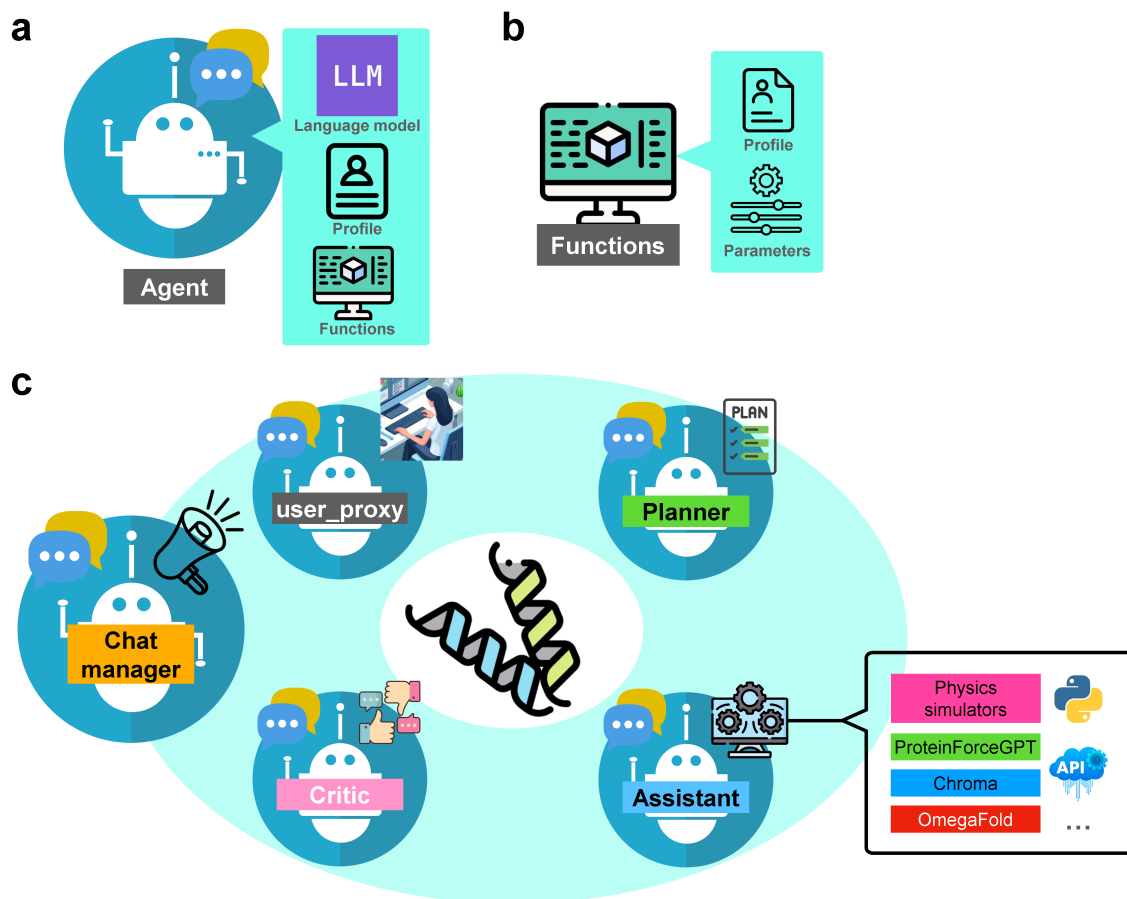 a
LLM
Language model
Profile
Functions
Agent
b
Profile
Parameters
Functions
c
user_proxy
PLAN
Planner
Chat
manager
Critic
Assistant
Physics
simulators
ProteinForceGPT
API
Chroma
OmegaFold
...